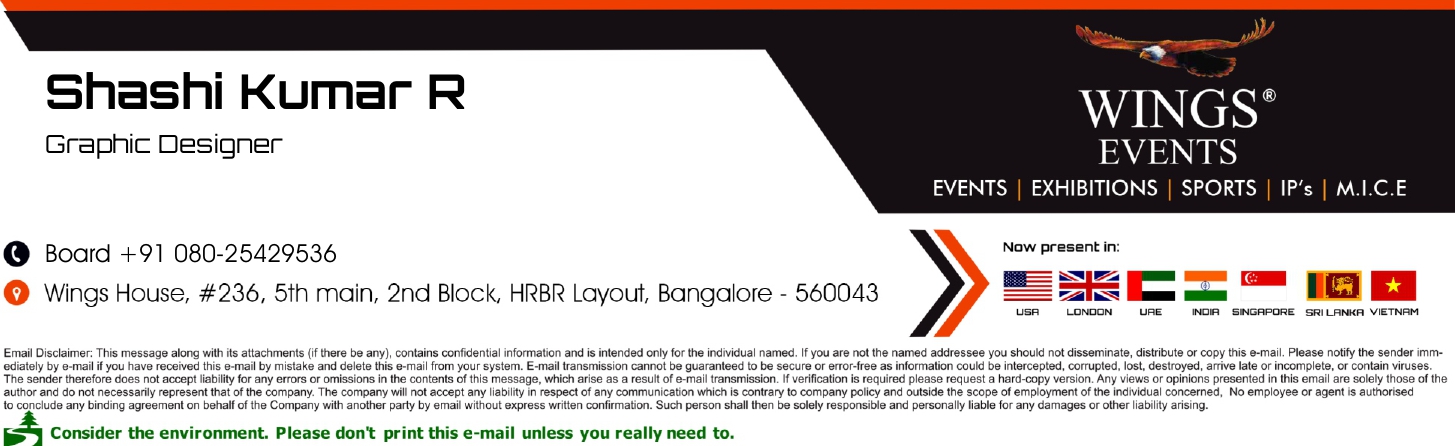 Shashi Kumar R
Graphic Designer
WINGS®
EVENTS
EVENTS | EXHIBITIONS | SPORTS | IP's | M.I.C.E
Board +91 080-25429536
Wings House, #236, 5th main, 2nd Block, HRBR Layout, Bangalore - 560043
Now present in:
USA LONDON UAE INDIA SINGAPORE SRI LANKA VIETNAM
Email Disclaimer: This message along with its attachments (if there be any), contains confidential information and is intended only for the individual named. If you are not the named addressee you should not disseminate, distribute or copy this e-mail. Please notify the sender imm-
ediately by e-mail if you have received this e-mail by mistake and delete this e-mail from your system. E-mail transmission cannot be guaranteed to be secure or error-free as information could be intercepted, corrupted, lost, destroyed, arrive late or incomplete, or contain viruses.
The sender therefore does not accept liability for any errors or omissions in the contents of this message, which arise as a result of e-mail transmission. If verification is required please request a hard-copy version. Any views or opinions presented in this email are solely those of the
author and do not necessarily represent that of the company. The company will not accept any liability in respect of any communication which is contrary to company policy and outside the scope of employment of the individual concerned, No employee or agent is authorised
to conclude any binding agreement on behalf of the Company with another party by email without express written confirmation. Such person shall then be solely responsible and personally liable for any damages or other liability arising.
Consider the environment. Please don't print this e-mail unless you really need to.